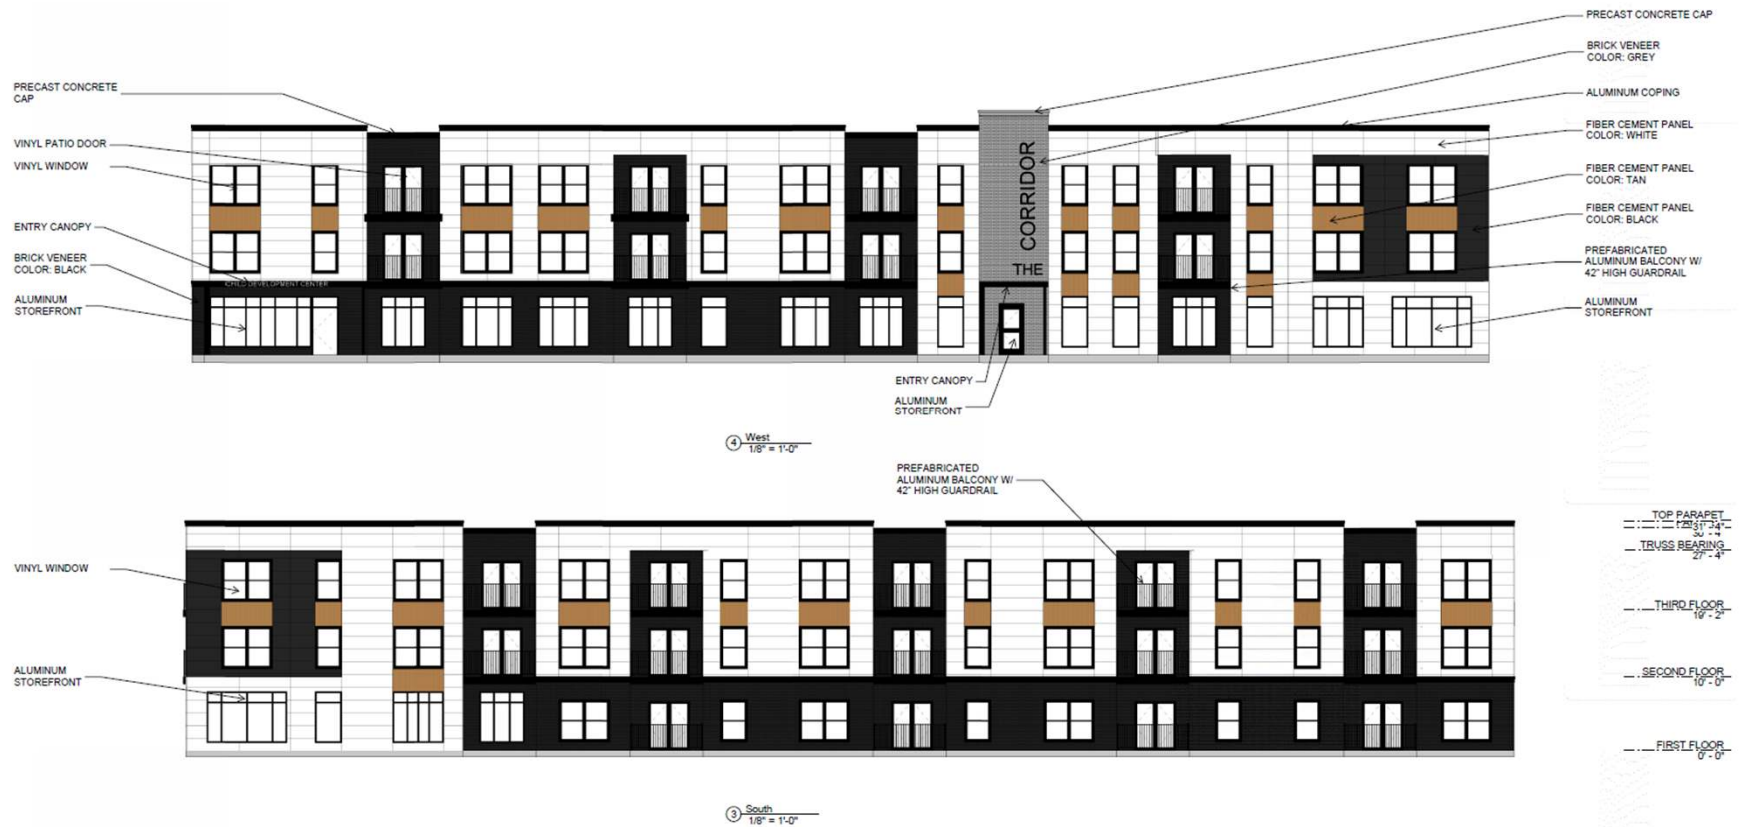 PRECAST CONCRETE CAP
BRICK VENEER
COLOR: GREY
PRECAST CONCRETE
CAP
ALUMINUM COPING
FIBER CEMENT PANEL
COLOR: WHITE
VINYL PATIO DOOR
VINYL WINDOW
FIBER CEMENT PANEL
COLOR: TAN
FIBER CEMENT PANEL
COLOR: BLACK
THE CORRIDOR
ENTRY CANOPY
PREFABRICATED
ALUMINUM BALCONY W/
42" HIGH GUARDRAIL
BRICK VENEER
COLOR: BLACK
CHILD DEVELOPMENT CENTER
ALUMINUM
STOREFRONT
ALUMINUM
STOREFRONT
ENTRY CANOPY
ALUMINUM
STOREFRONT
4 West
1/8" = 1'-0"
PREFABRICATED
ALUMINUM BALCONY W/
42" HIGH GUARDRAIL
TOP PARAPET
31' - 4"
TRUSS BEARING
27' - 4"
VINYL WINDOW
THIRD FLOOR
19' - 2"
ALUMINUM
STOREFRONT
SECOND FLOOR
10' - 0"
FIRST FLOOR
0' - 0"
3 South
1/8" = 1'-0"